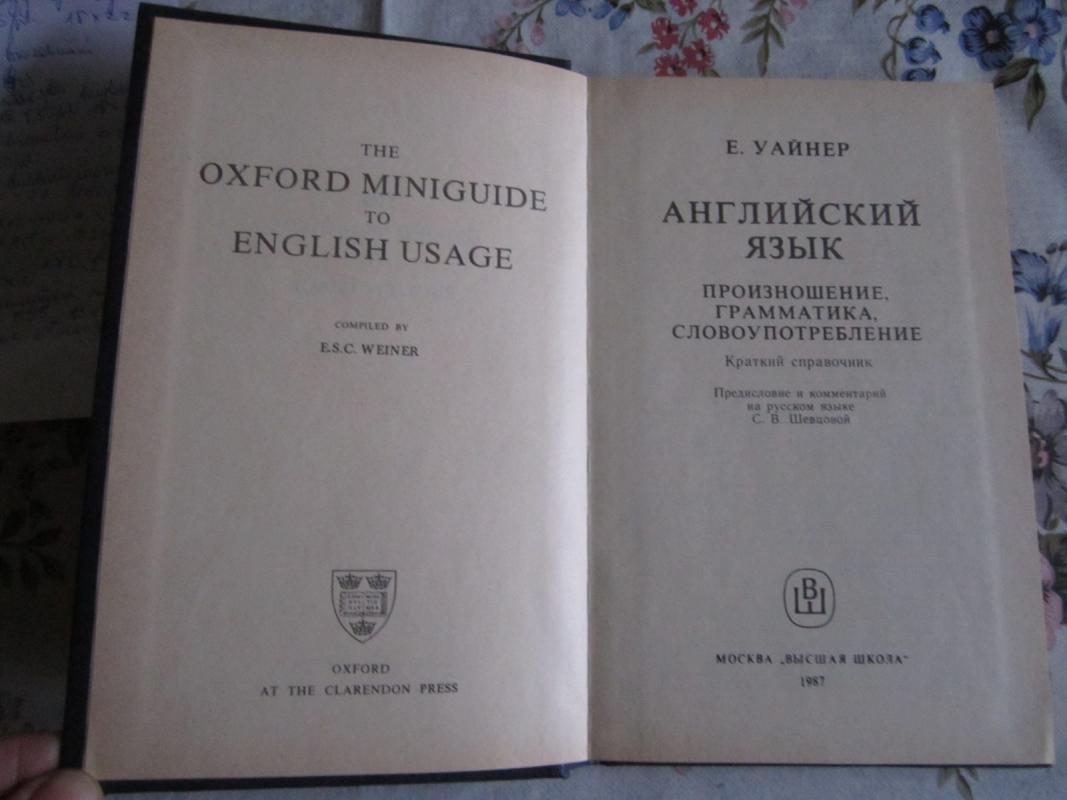 THE
OXFORD MINIGUIDE
TO
ENGLISH USAGE
COMPILED BY
E.S.C. WEINER
OXFORD
AT THE CLARENDON PRESS
Е. УАЙНЕР
АНГЛИЙСКИЙ
ЯЗЫК
ПРОИЗНОШЕНИЕ,
ГРАММАТИКА,
СЛОВОУПОТРЕБЛЕНИЕ
Краткий справочник
Предисловие и комментарий
на русском языке
С. В. Шевцовой
ВШ
МОСКВА „ВЫСШАЯ ШКОЛА“
1987